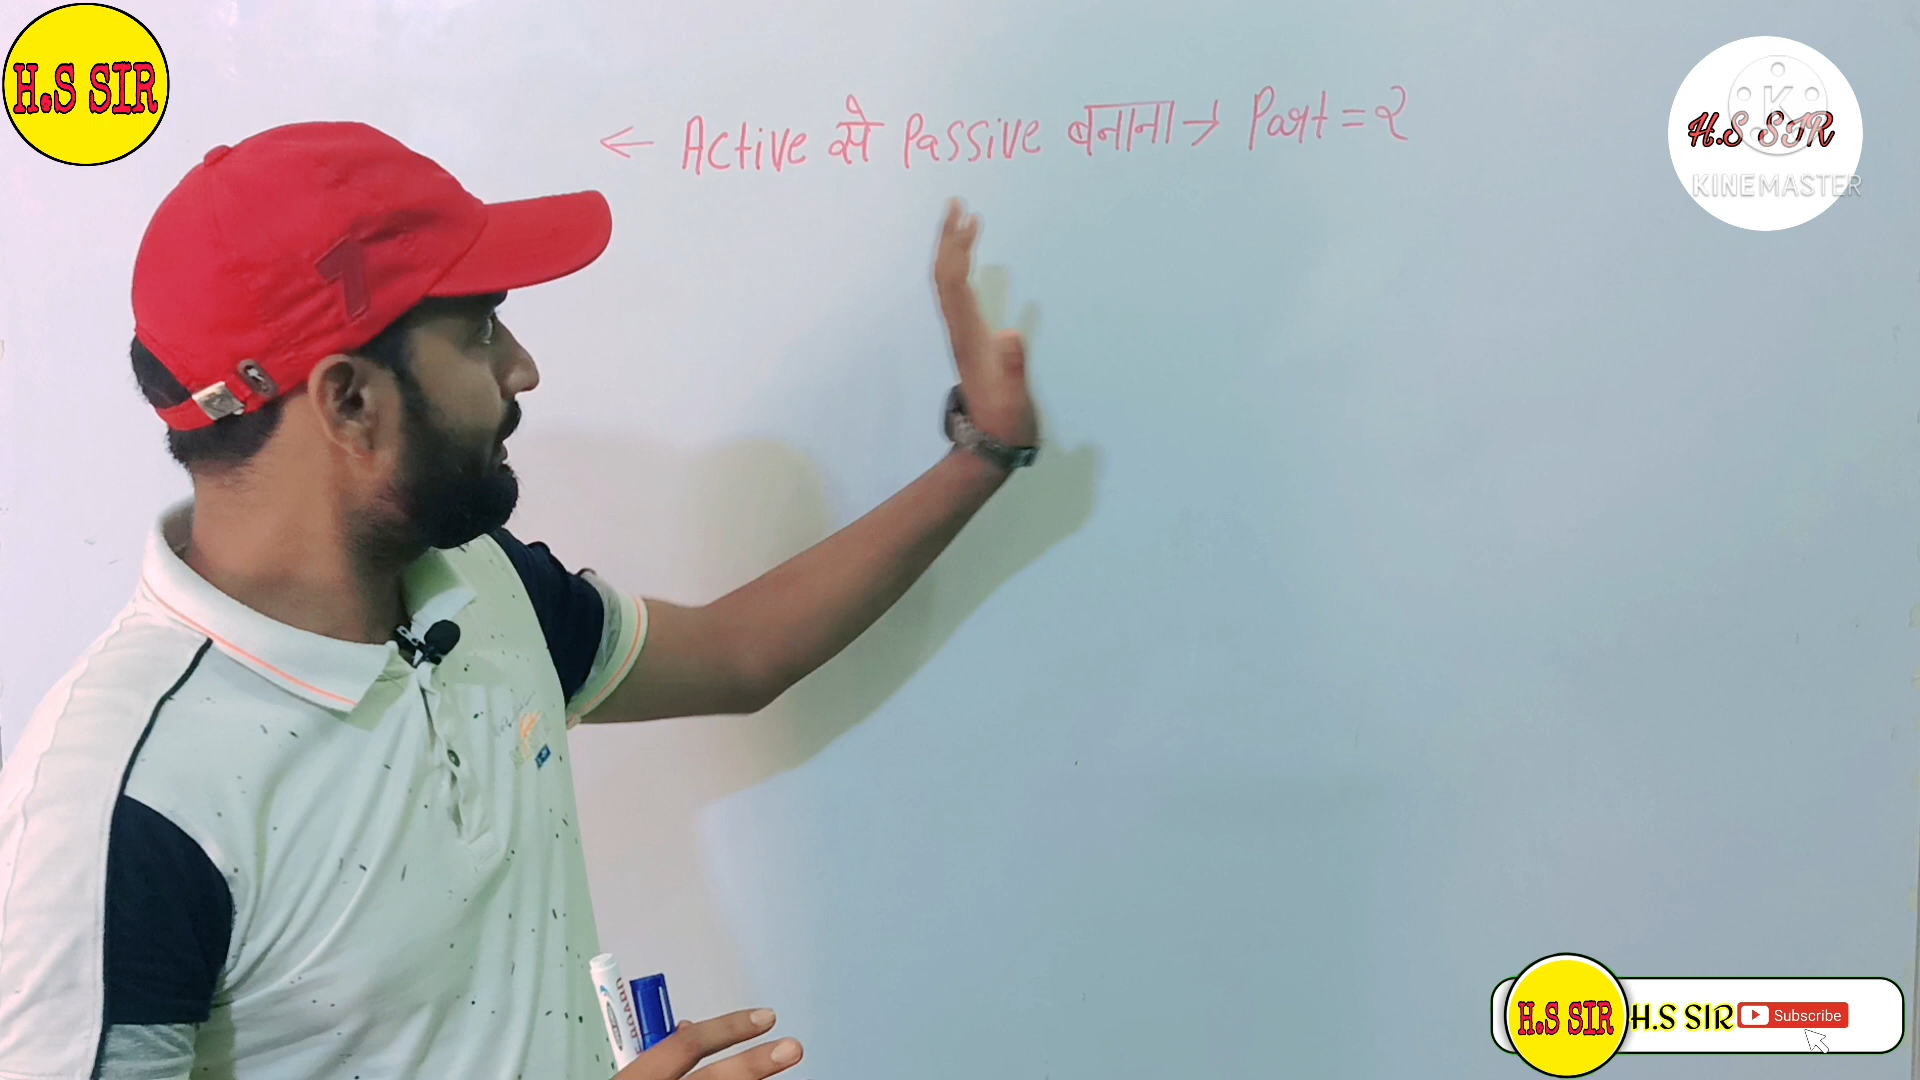 H.S SIR
← Active से Passive बनाना → Part = २
H.S SIR
KINEMASTER
H.S SIR
H.S SIR
Subscribe